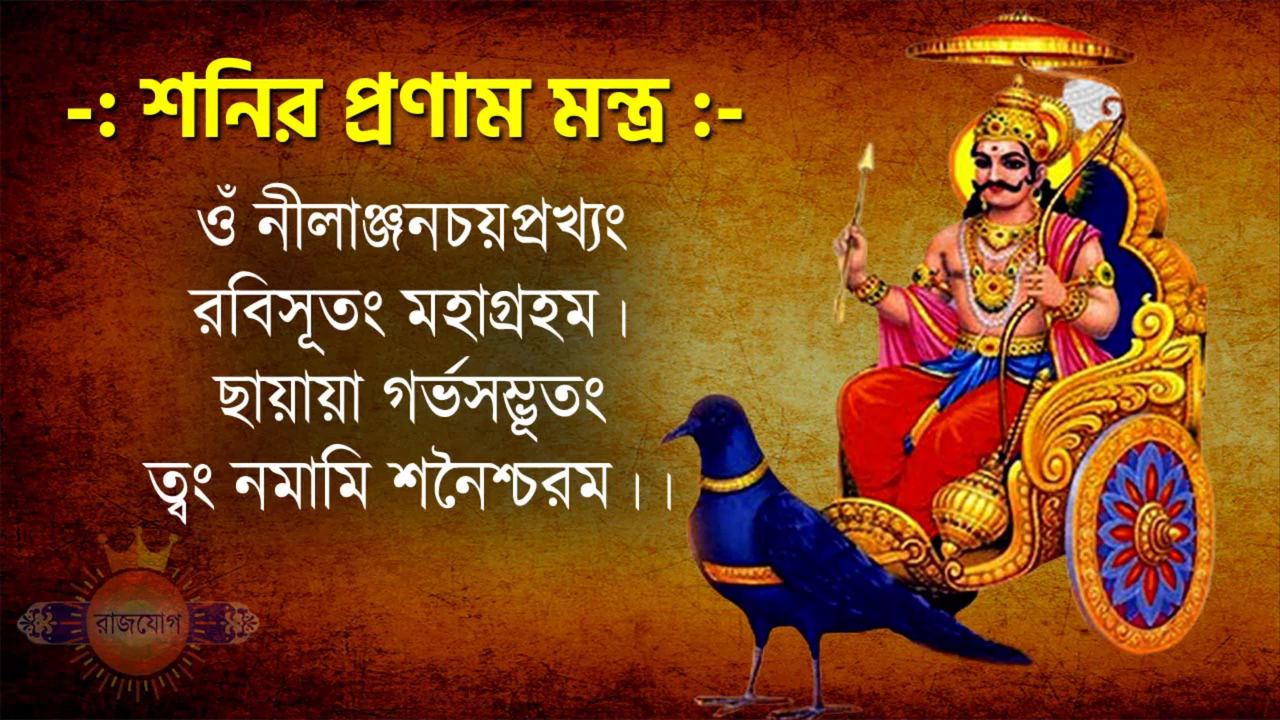 -: শনির প্রণাম মন্ত্র :-
ওঁ নীলাঞ্জনচয়প্রখ্যং
রবিসূতং মহাগ্রহম।
ছায়ায়া গর্ভসম্ভূতং
ত্বং নমামি শনৈশ্চরম।।
রাজযোগ